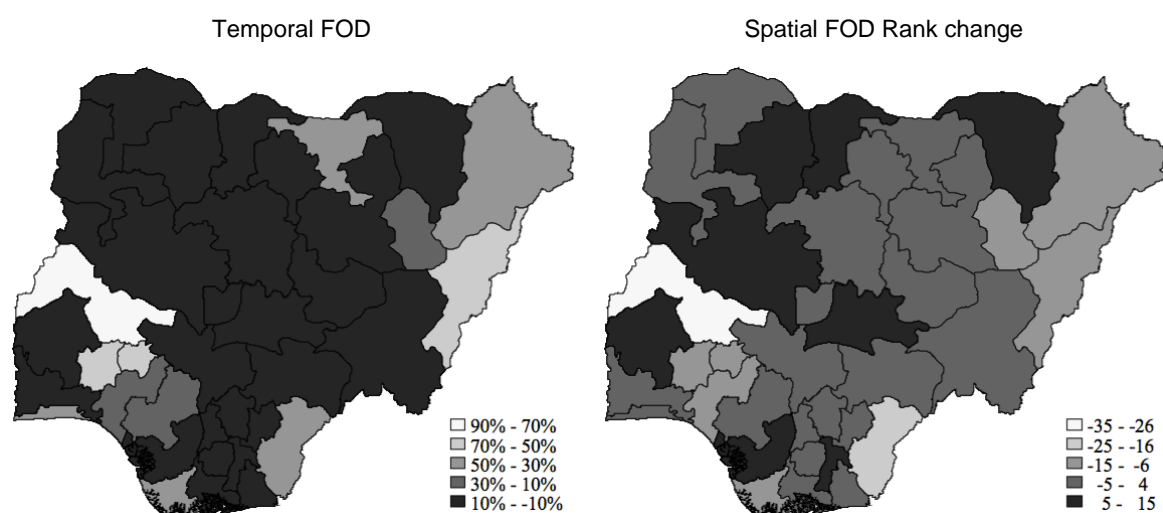 Temporal FOD
Spatial FOD Rank change
90% - 70%
70% - 50%
50% - 30%
30% - 10%
10% - -10%
-35 - -26
-25 - -16
-15 - -6
-5 - 4
5 - 15